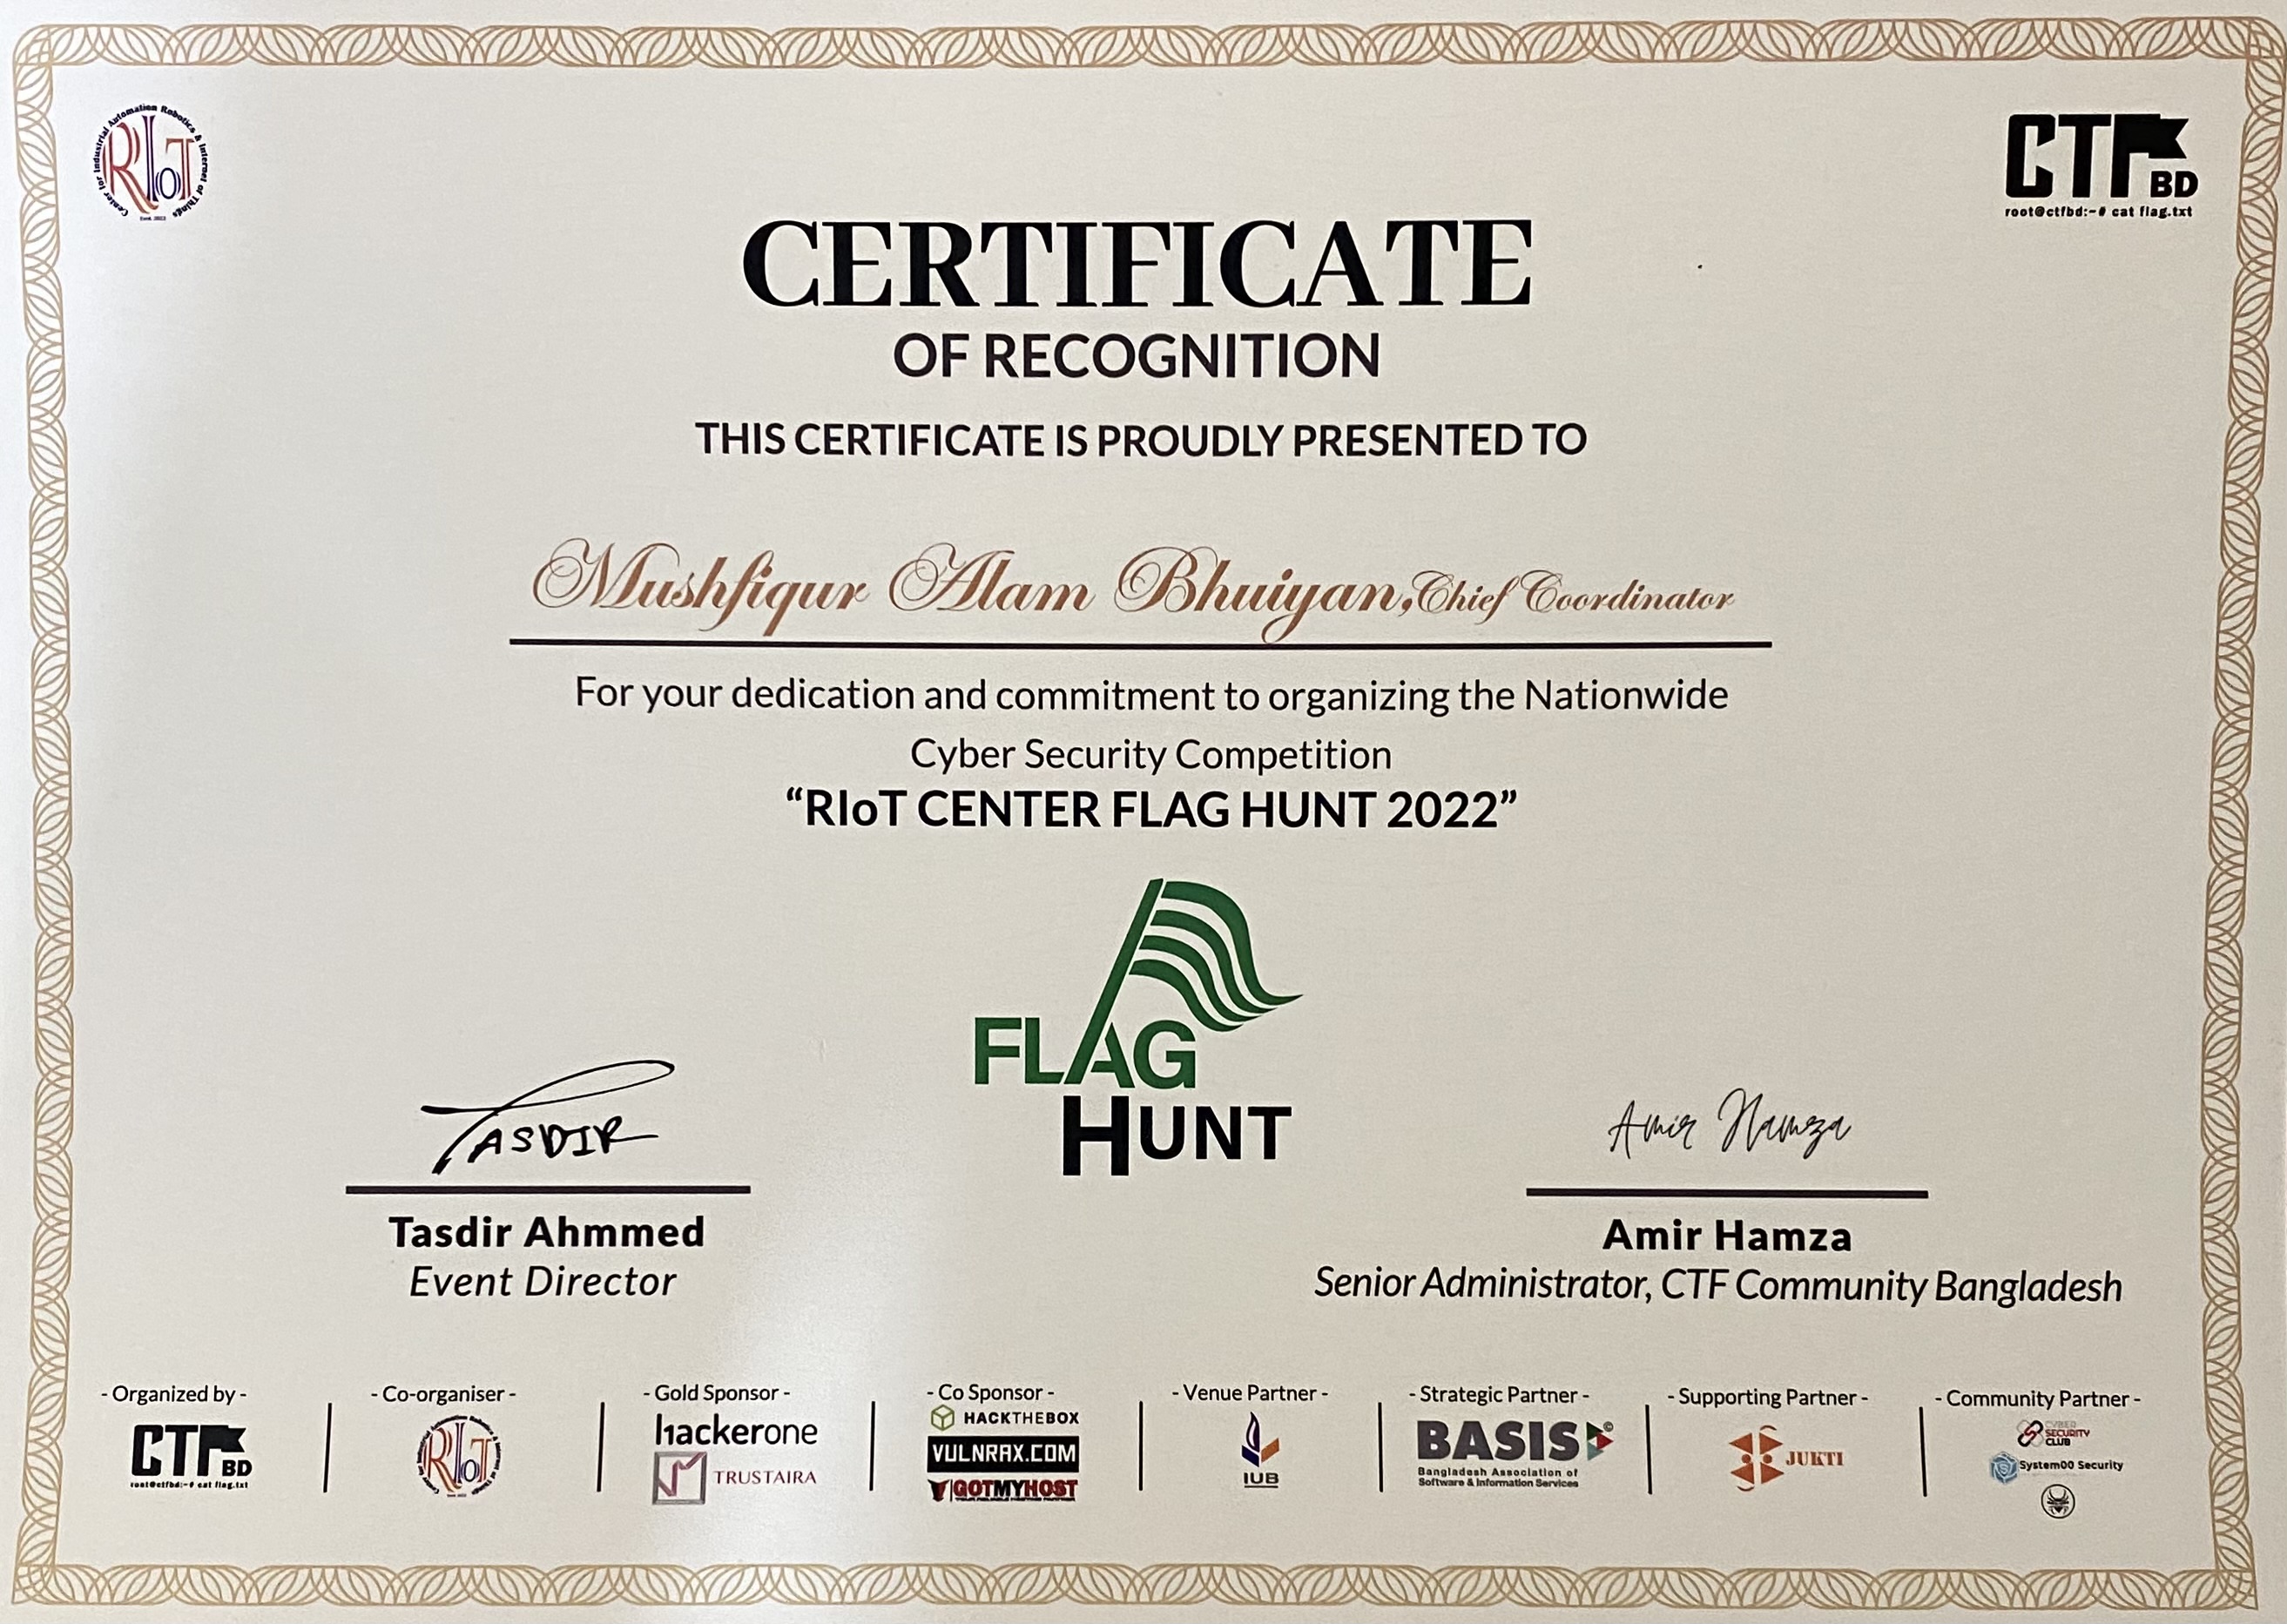 Center for Industrial Automation Robotics & Internet of Things
RIoT
CTF BD
root@ctfbd:~# cat flag.txt
CERTIFICATE
OF RECOGNITION
THIS CERTIFICATE IS PROUDLY PRESENTED TO
Mushfiqur Alam Bhuiyan,Chief Coordinator
For your dedication and commitment to organizing the Nationwide
Cyber Security Competition
“RIoT CENTER FLAG HUNT 2022”
FLAG
HUNT
TASDIR
Amir Hamza
Tasdir Ahmmed
Event Director
Amir Hamza
Senior Administrator, CTF Community Bangladesh
- Organized by -
CTF BD
root@ctfbd:~# cat flag.txt
- Co-organiser -
RIoT
- Gold Sponsor -
hackerone
TRUSTAIRA
- Co Sponsor -
HACKTHEBOX
VULNRAX.COM
GOTMYHOST
- Venue Partner -
IUB
- Strategic Partner -
BASIS
Bangladesh Association of
Software & Information Services
- Supporting Partner -
JUKTI
- Community Partner -
CYBER
SECURITY
CLUB
System00 Security